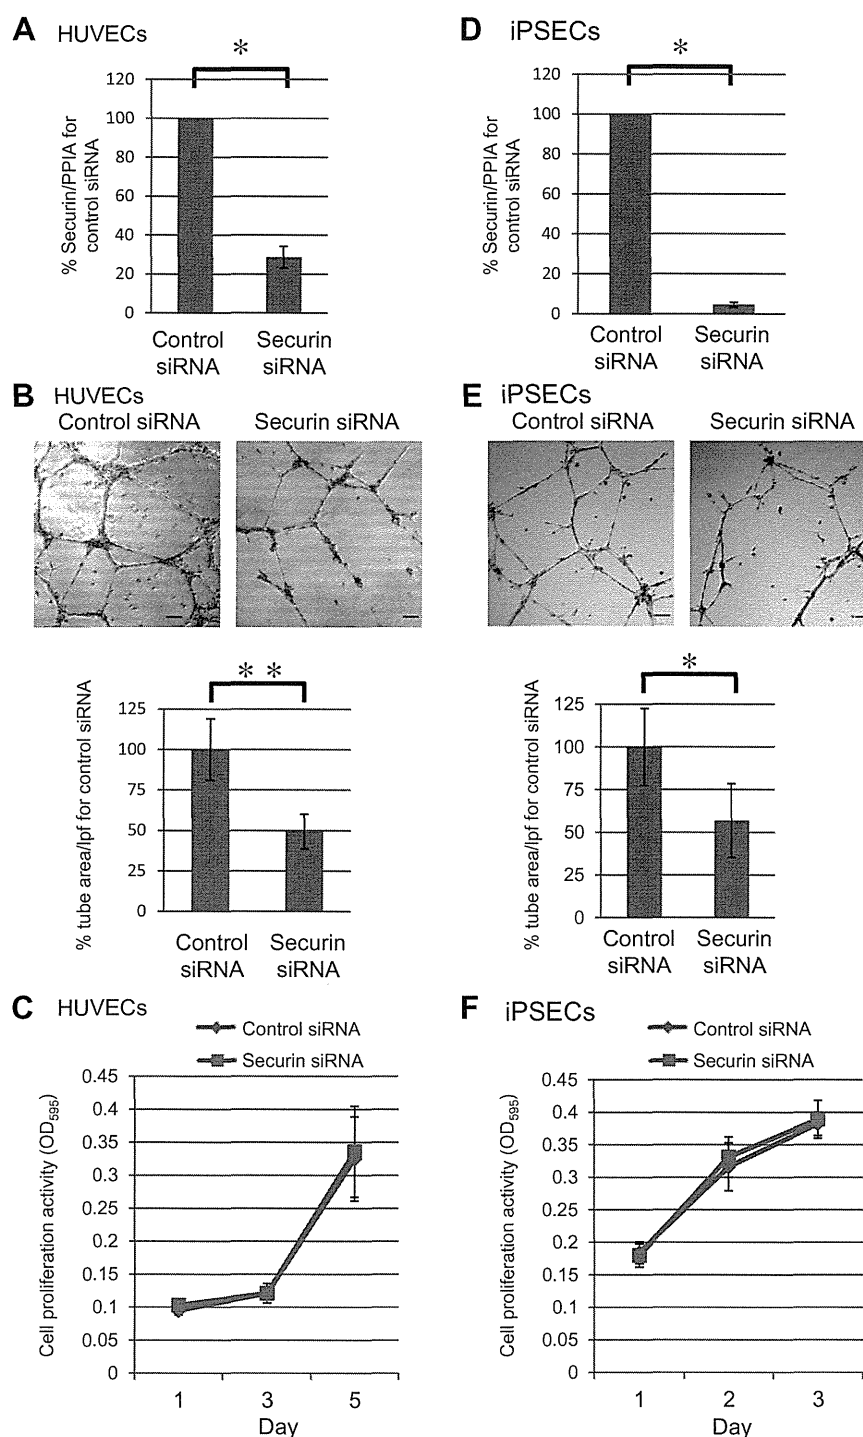 A HUVECs
*
% Securin/PPIA for
control siRNA
120
100
80
60
40
20
0
Control
siRNA
Securin
siRNA
B HUVECs
Control siRNA
Securin siRNA
* *
% tube area/lpf for control siRNA
125
100
75
50
25
0
Control
siRNA
Securin
siRNA
C HUVECs
Control siRNA
Securin siRNA
Cell proliferation activity (OD595)
0.45
0.4
0.35
0.3
0.25
0.2
0.15
0.1
0.05
0
1 3 5
Day
D iPSECs
*
% Securin/PPIA for
control siRNA
120
100
80
60
40
20
0
Control
siRNA
Securin
siRNA
E iPSECs
Control siRNA
Securin siRNA
*
% tube area/lpf for control siRNA
125
100
75
50
25
0
Control
siRNA
Securin
siRNA
F iPSECs
Control siRNA
Securin siRNA
Cell proliferation activity (OD595)
0.45
0.4
0.35
0.3
0.25
0.2
0.15
0.1
0.05
0
1 2 3
Day